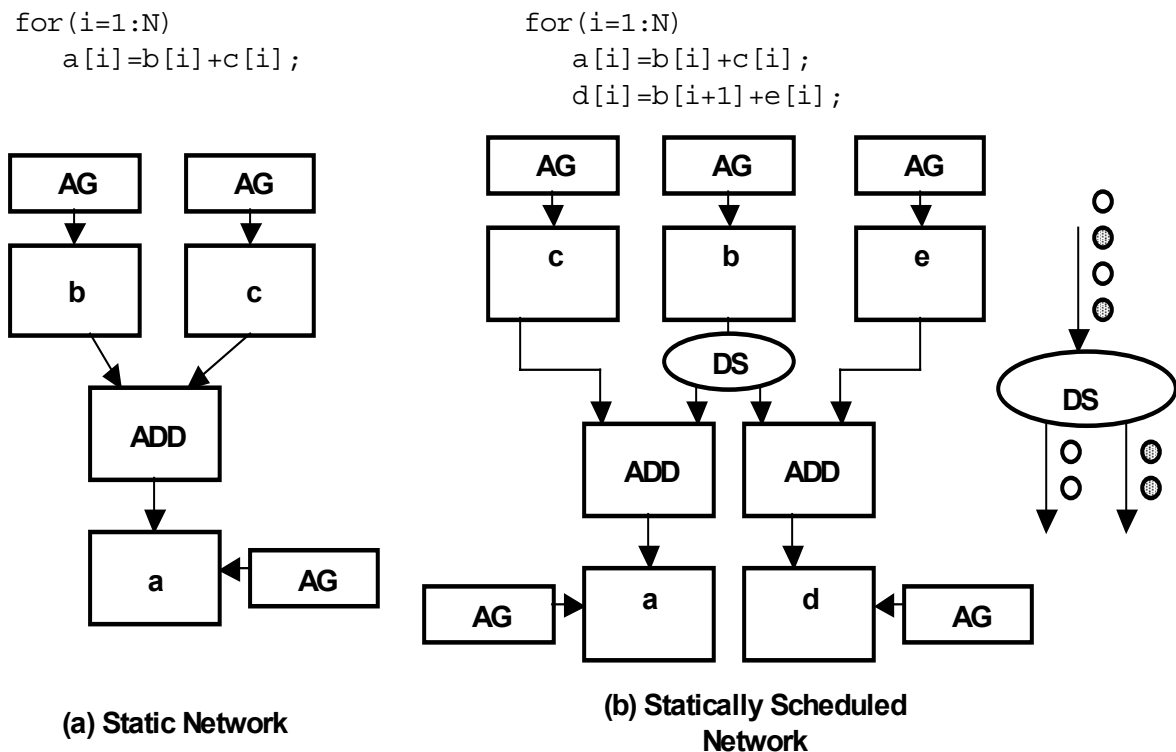 for(i=1:N)
a[i]=b[i]+c[i];
AG
AG
b
c
ADD
a
AG
(a) Static Network
for(i=1:N)
a[i]=b[i]+c[i];
d[i]=b[i+1]+e[i];
AG
AG
AG
c
b
e
DS
ADD
ADD
a
d
AG
AG
DS
(b) Statically Scheduled
Network